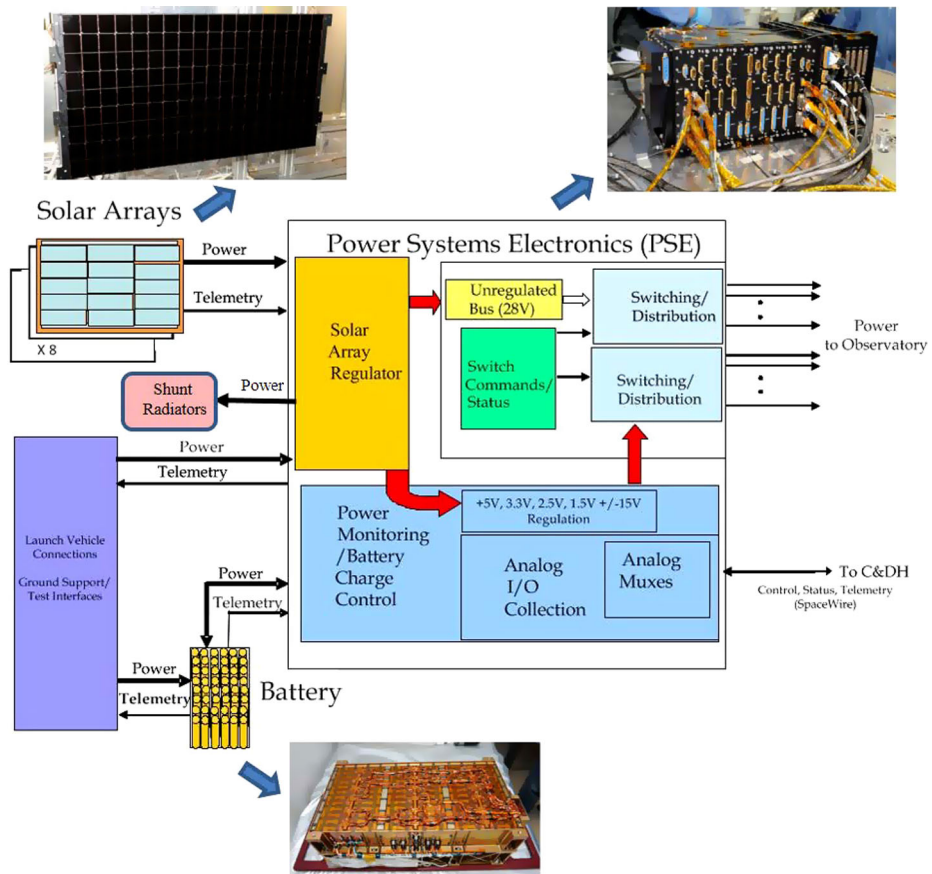 Solar Arrays
Power
Telemetry
X 8
Power Systems Electronics (PSE)
Solar
Array
Regulator
Unregulated
Bus (28V)
Switching/
Distribution
Switch
Commands/
Status
Switching/
Distribution
Power
to Observatory
Shunt
Radiators
Power
Power
Telemetry
Launch Vehicle
Connections
Ground Support/
Test Interfaces
Power
Monitoring
/Battery
Charge
Control
+5V, 3.3V, 2.5V, 1.5V +/-15V
Regulation
Analog
I/O
Collection
Analog
Muxes
To C&DH
Control, Status, Telemetry
(SpaceWire)
Power
Telemetry
Power
Telemetry
Battery